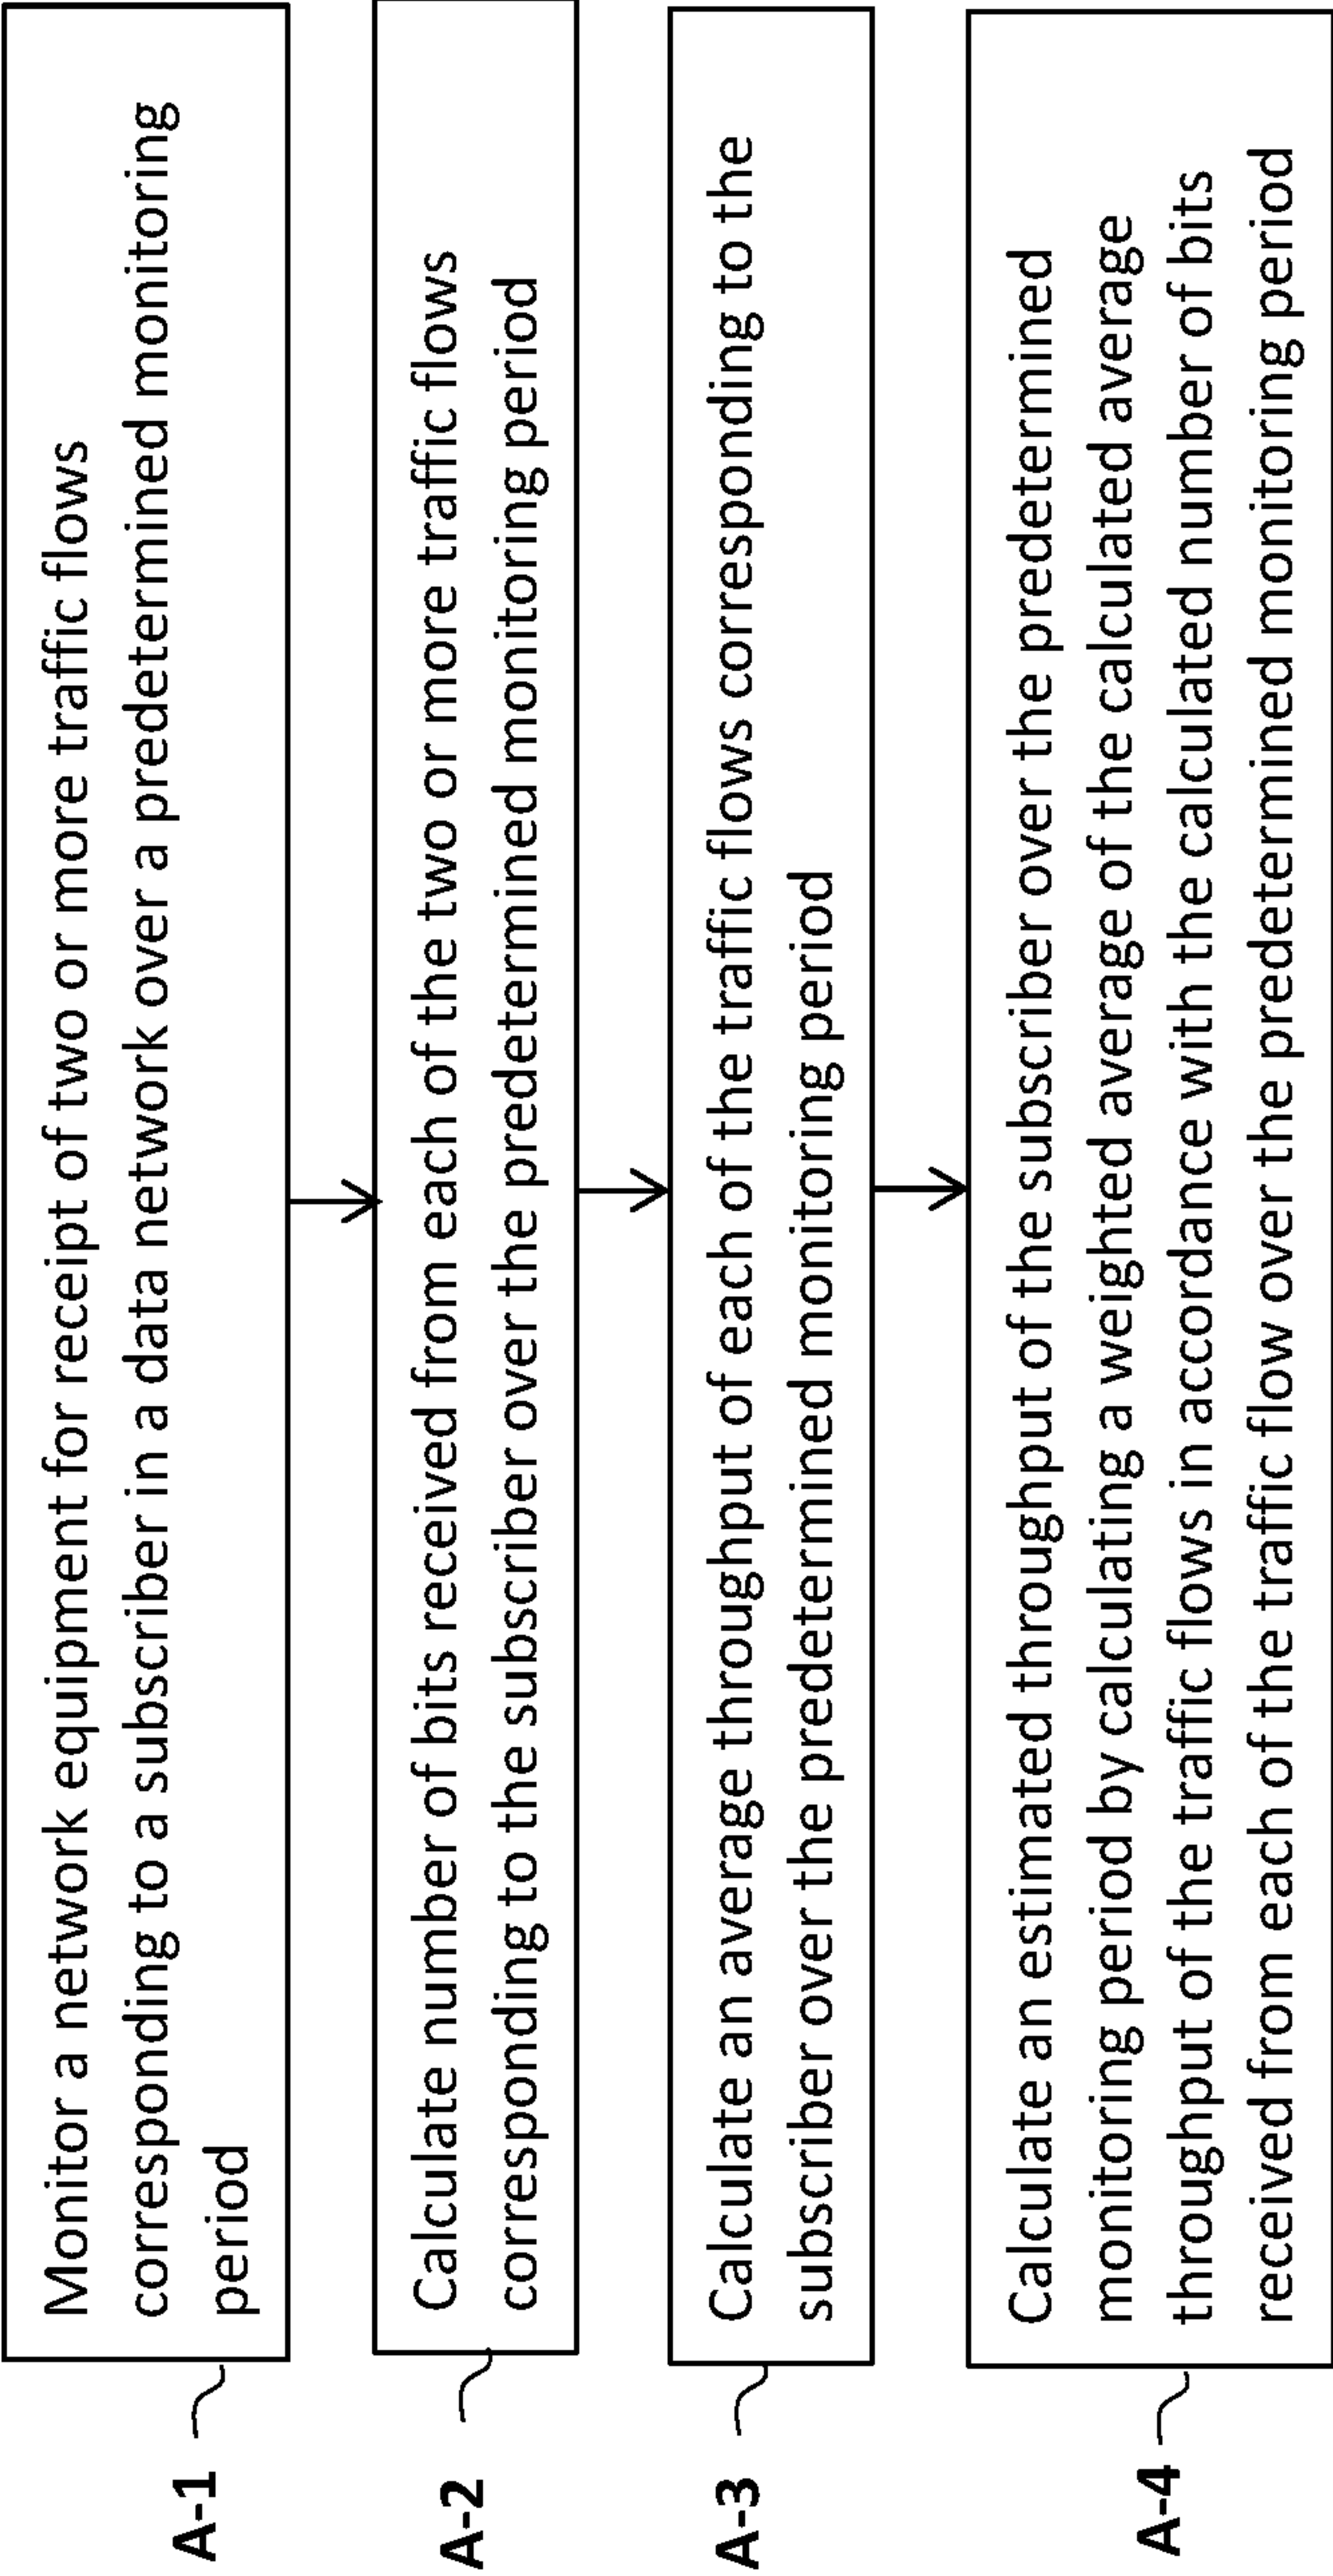 Monitor a network equipment for receipt of two or more traffic flows
corresponding to a subscriber in a data network over a predetermined monitoring
period
A-1
Calculate number of bits received from each of the two or more traffic flows
corresponding to the subscriber over the predetermined monitoring period
A-2
Calculate an average throughput of each of the traffic flows corresponding to the
subscriber over the predetermined monitoring period
A-3
Calculate an estimated throughput of the subscriber over the predetermined
monitoring period by calculating a weighted average of the calculated average
throughput of the traffic flows in accordance with the calculated number of bits
received from each of the traffic flow over the predetermined monitoring period
A-4